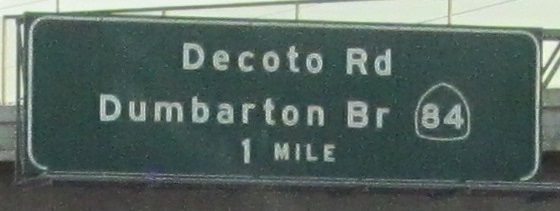 Decoto Rd
Dumbarton Br 84
1 MILE